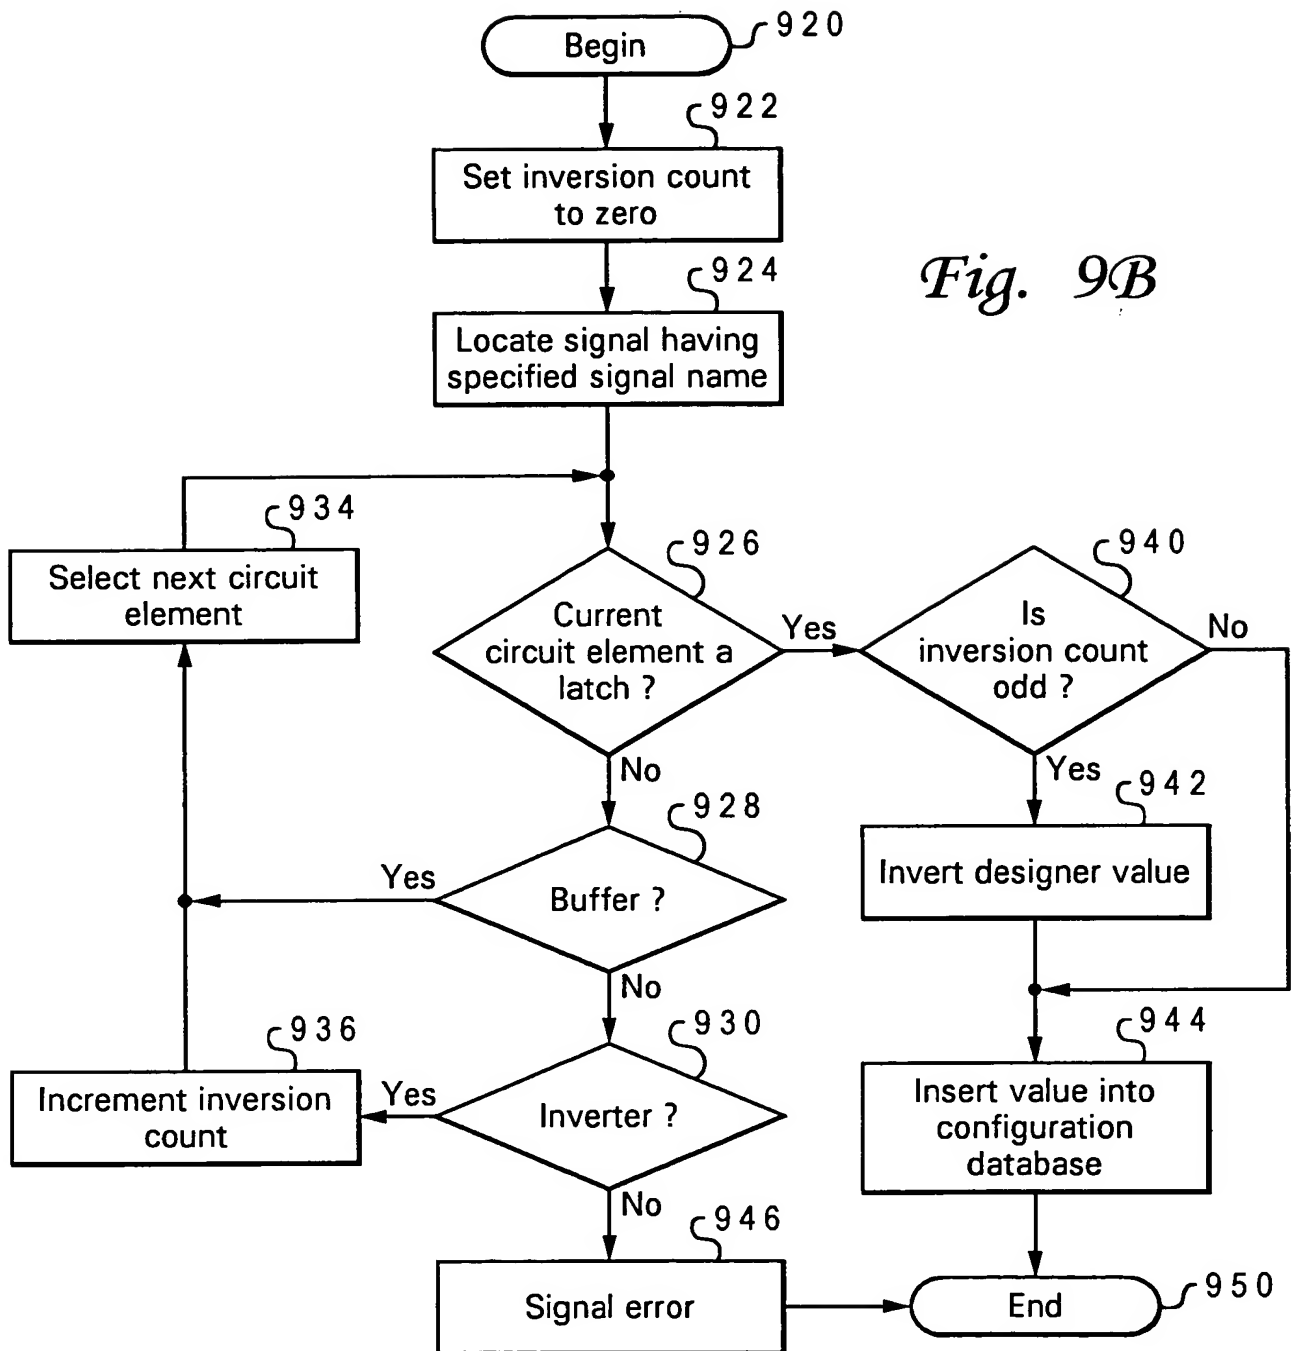 Begin
920
922
Set inversion count
to zero
Fig. 9B
924
Locate signal having
specified signal name
934
Select next circuit
element
926
Current
circuit element a
latch ?
Yes
940
Is
inversion count
odd ?
No
No
Yes
928
Buffer ?
Yes
942
Invert designer value
No
930
Inverter ?
Yes
936
Increment inversion
count
944
Insert value into
configuration
database
No
946
Signal error
End
950